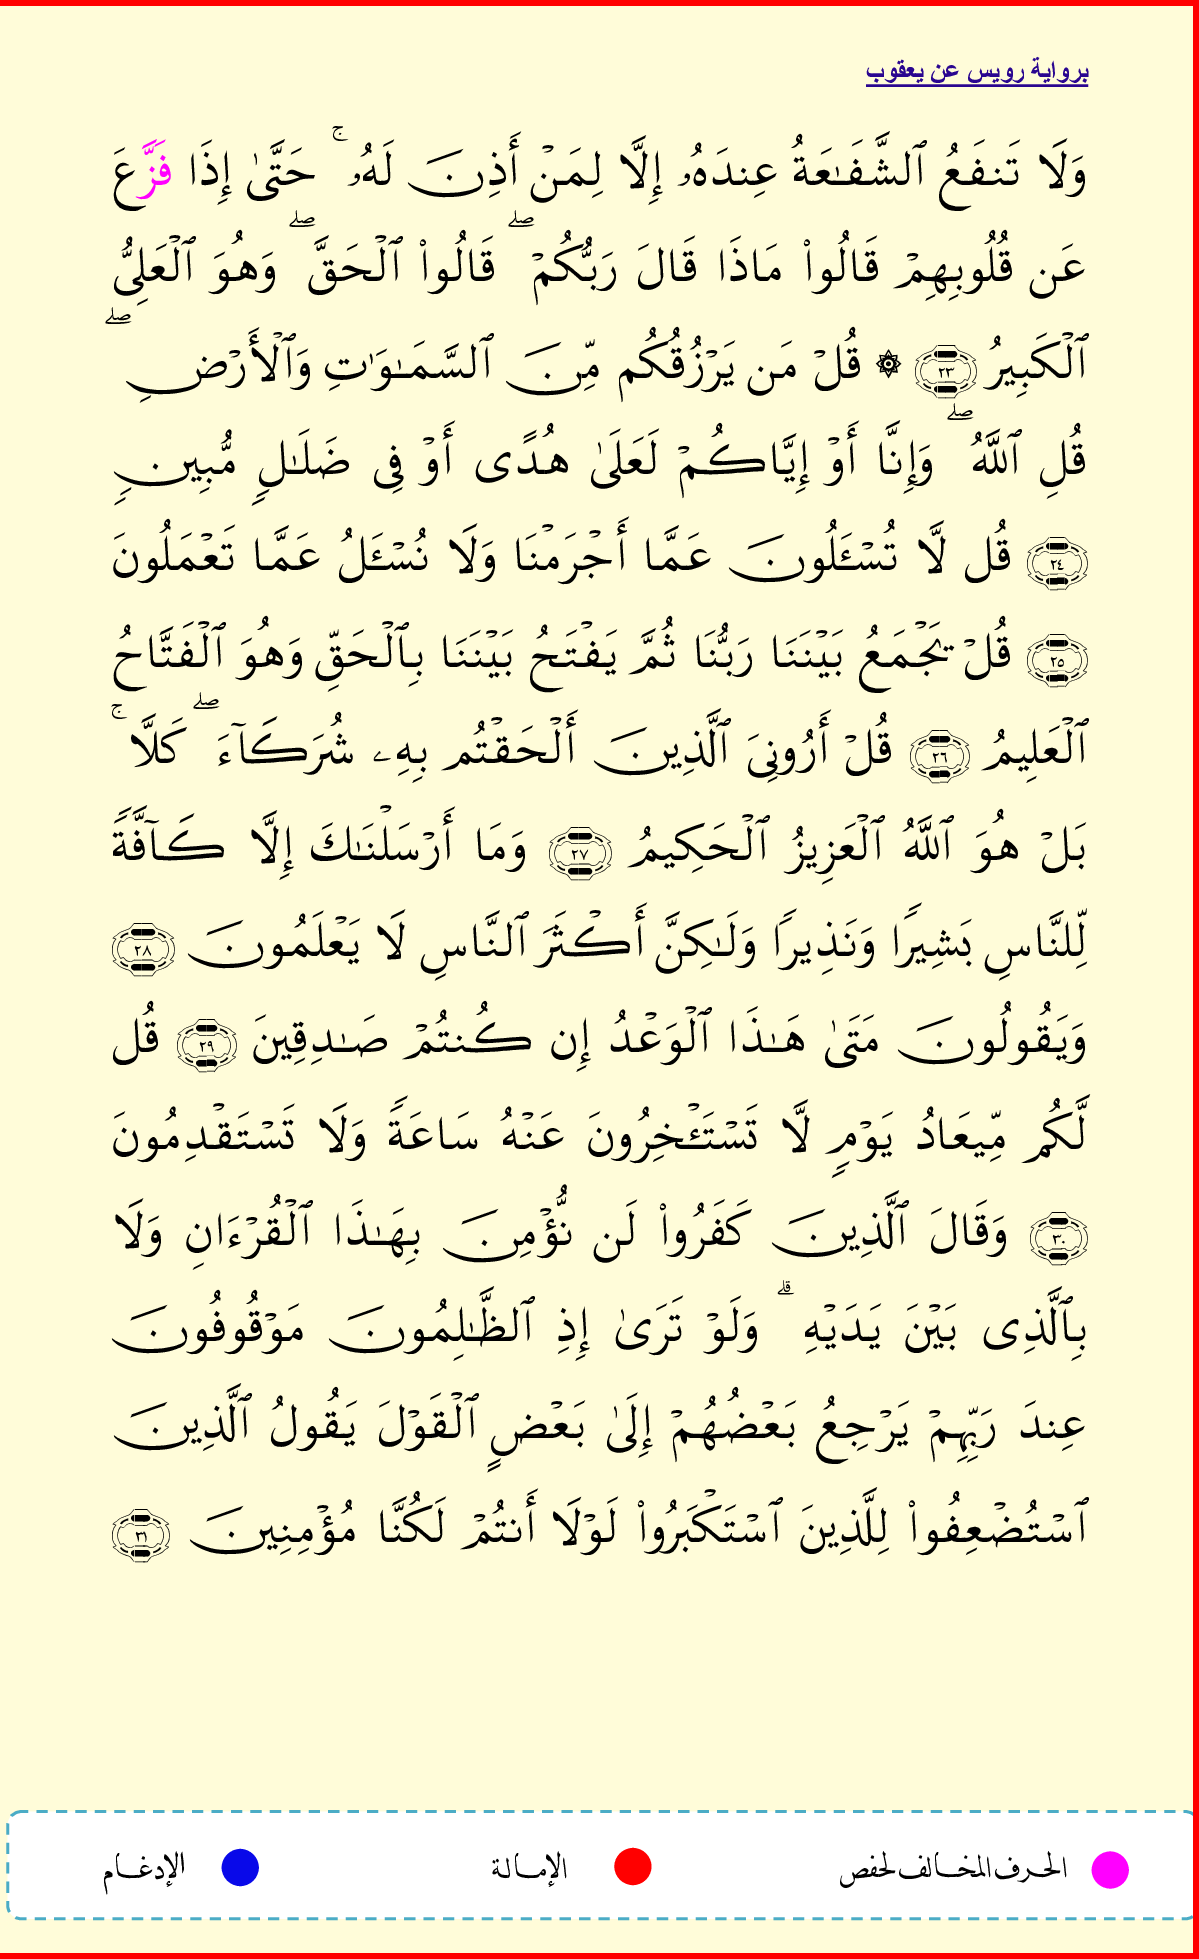 برواية رويس عن يعقوب
وَلَا تَنفَعُ ٱلشَّفَـٰعَةُ عِندَهُۥ إِلَّا لِمَنْ أَذِنَ لَهُۥ ۚ حَتَّىٰ إِذَا فَزَّعَ
عَن قُلُوبِهِمْ قَالُوا۟ مَاذَا قَالَ رَبُّكُمْ ۖ قَالُوا۟ ٱلْحَقَّ ۖ وَهُوَ ٱلْعَلِىُّ
ٱلْكَبِيرُ ٢٣ ۞ قُلْ مَن يَرْزُقُكُم مِّنَ ٱلسَّمَـٰوَٰتِ وَٱلْأَرْضِ ۖ
قُلِ ٱللَّهُ ۖ وَإِنَّا أَوْ إِيَّاكُمْ لَعَلَىٰ هُدًى أَوْ فِى ضَلَـٰلٍ مُّبِينٍ
٢٤ قُل لَّا تُسْـَٔلُونَ عَمَّا أَجْرَمْنَا وَلَا نُسْـَٔلُ عَمَّا تَعْمَلُونَ
٢٥ قُلْ يَجْمَعُ بَيْنَنَا رَبُّنَا ثُمَّ يَفْتَحُ بَيْنَنَا بِٱلْحَقِّ وَهُوَ ٱلْفَتَّاحُ
ٱلْعَلِيمُ ٢٦ قُلْ أَرُونِىَ ٱلَّذِينَ أَلْحَقْتُم بِهِۦ شُرَكَآءَ ۖ كَلَّا ۚ
بَلْ هُوَ ٱللَّهُ ٱلْعَزِيزُ ٱلْحَكِيمُ ٢٧ وَمَا أَرْسَلْنَـٰكَ إِلَّا كَآفَّةً
لِّلنَّاسِ بَشِيرًا وَنَذِيرًا وَلَـٰكِنَّ أَكْثَرَ ٱلنَّاسِ لَا يَعْلَمُونَ ٢٨
وَيَقُولُونَ مَتَىٰ هَـٰذَا ٱلْوَعْدُ إِن كُنتُمْ صَـٰدِقِينَ ٢٩ قُل
لَّكُم مِّيعَادُ يَوْمٍ لَّا تَسْتَـْٔخِرُونَ عَنْهُ سَاعَةً وَلَا تَسْتَقْدِمُونَ
٣٠ وَقَالَ ٱلَّذِينَ كَفَرُوا۟ لَن نُّؤْمِنَ بِهَـٰذَا ٱلْقُرْءَانِ وَلَا
بِٱلَّذِى بَيْنَ يَدَيْهِ ۗ وَلَوْ تَرَىٰ إِذِ ٱلظَّـٰلِمُونَ مَوْقُوفُونَ
عِندَ رَبِّهِمْ يَرْجِعُ بَعْضُهُمْ إِلَىٰ بَعْضٍ ٱلْقَوْلَ يَقُولُ ٱلَّذِينَ
ٱسْتُضْعِفُوا۟ لِلَّذِينَ ٱسْتَكْبَرُوا۟ لَوْلَا أَنتُمْ لَكُنَّا مُؤْمِنِينَ ٣١
الحرف المخالف لحفص الإمالة الإدغام